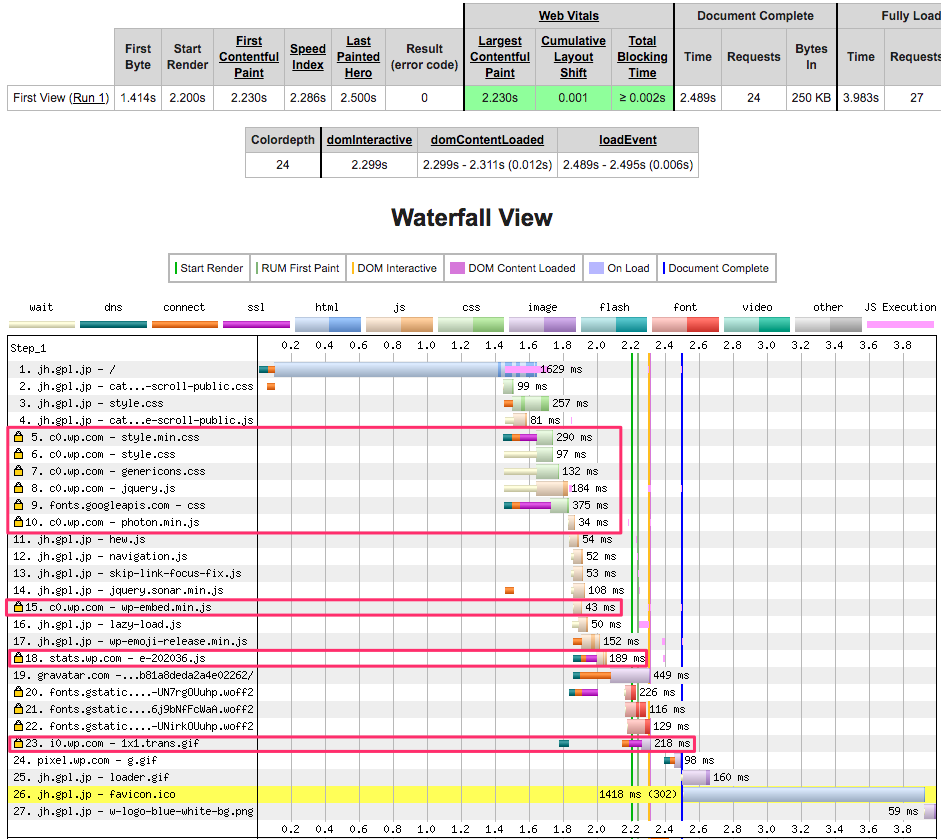 Web Vitals Document Complete Fully Load
First Byte Start Render First Contentful Paint Speed Index Last Painted Hero Result (error code) Largest Contentful Paint Cumulative Layout Shift Total Blocking Time Time Requests Bytes In Time Requests
First View (Run 1) 1.414s 2.200s 2.230s 2.286s 2.500s 0 2.230s 0.001 ≥ 0.002s 2.489s 24 250 KB 3.983s 27
Colordepth domInteractive domContentLoaded loadEvent
24 2.299s 2.299s - 2.311s (0.012s) 2.489s - 2.495s (0.006s)
Waterfall View
Start Render RUM First Paint DOM Interactive DOM Content Loaded On Load Document Complete
wait dns connect ssl html js css image flash font video other JS Execution
Step_1 0.2 0.4 0.6 0.8 1.0 1.2 1.4 1.6 1.8 2.0 2.2 2.4 2.6 2.8 3.0 3.2 3.4 3.6 3.8
1. jh.gpl.jp - / 1629 ms
2. jh.gpl.jp - cat...-scroll-public.css 99 ms
3. jh.gpl.jp - style.css 257 ms
4. jh.gpl.jp - cat...e-scroll-public.js 81 ms
5. c0.wp.com - style.min.css 290 ms
6. c0.wp.com - style.css 97 ms
7. c0.wp.com - genericons.css 132 ms
8. c0.wp.com - jquery.js 184 ms
9. fonts.googleapis.com - css 375 ms
10. c0.wp.com - photon.min.js 34 ms
11. jh.gpl.jp - hew.js 54 ms
12. jh.gpl.jp - navigation.js 52 ms
13. jh.gpl.jp - skip-link-focus-fix.js 53 ms
14. jh.gpl.jp - jquery.sonar.min.js 108 ms
15. c0.wp.com - wp-embed.min.js 43 ms
16. jh.gpl.jp - lazy-load.js 50 ms
17. jh.gpl.jp - wp-emoji-release.min.js 152 ms
18. stats.wp.com - e-202036.js 189 ms
19. gravatar.com - ...b81a8deda2a4e02262/ 449 ms
20. fonts.gstatic....-UN7rgOUuhp.woff2 226 ms
21. fonts.gstatic....6j9bNfFcWaA.woff2 116 ms
22. fonts.gstatic....-UNirkOUuhp.woff2 129 ms
23. i0.wp.com - 1x1.trans.gif 218 ms
24. pixel.wp.com - g.gif 98 ms
25. jh.gpl.jp - loader.gif 160 ms
26. jh.gpl.jp - favicon.ico 1418 ms (302)
27. jh.gpl.jp - w-logo-blue-white-bg.png 59 ms
0.2 0.4 0.6 0.8 1.0 1.2 1.4 1.6 1.8 2.0 2.2 2.4 2.6 2.8 3.0 3.2 3.4 3.6 3.8